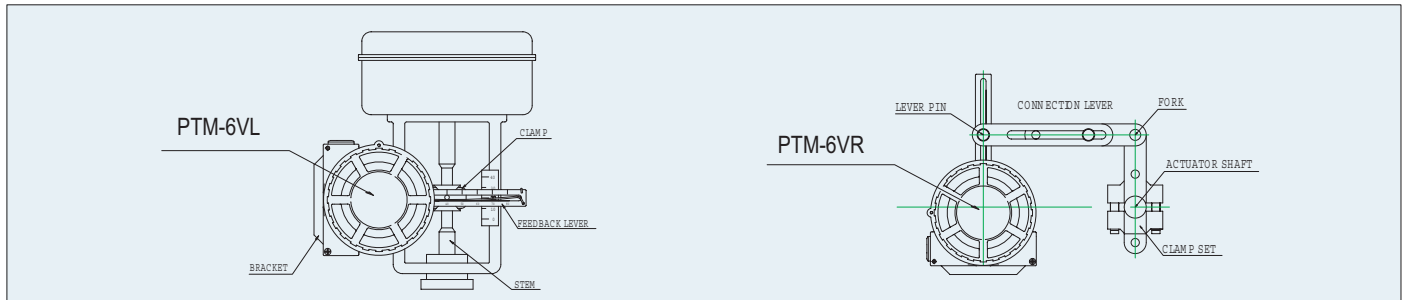 PTM-6VL
CLAMP
FEEDBACK LEVER
BRACKET
STEM
LEVER PIN
CONNECTION LEVER
FORK
PTM-6VR
ACTUATOR SHAFT
CLAMP SET